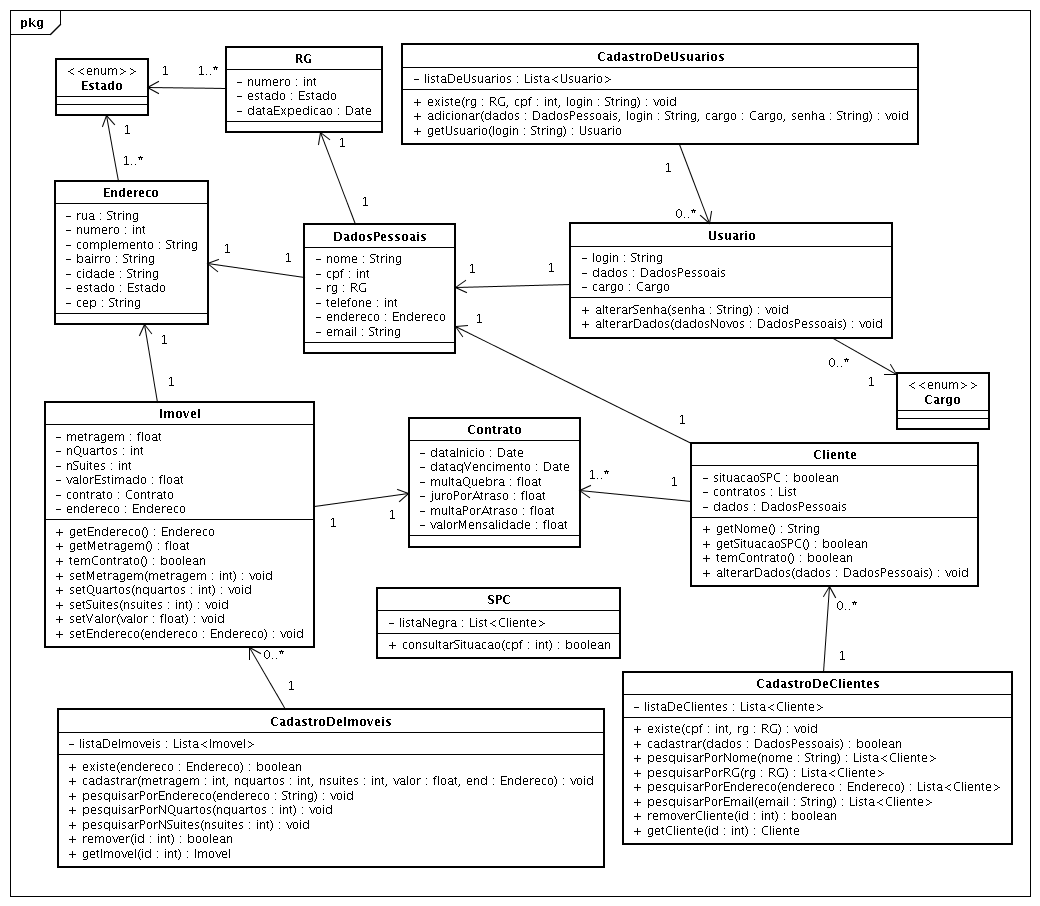 pkg
<<enum>>
Estado
1
1..*
RG
- numero : int
- estado : Estado
- dataExpedicao : Date
CadastroDeUsuarios
- listaDeUsuarios : Lista<Usuario>
+ existe(rg : RG, cpf : int, login : String) : void
+ adicionar(dados : DadosPessoais, login : String, cargo : Cargo, senha : String) : void
+ getUsuario(login : String) : Usuario
1
1..*
1
1
1
0..*
Endereco
- rua : String
- numero : int
- complemento : String
- bairro : String
- cidade : String
- estado : Estado
- cep : String
1
1
DadosPessoais
- nome : String
- cpf : int
- rg : RG
- telefone : int
- endereco : Endereco
- email : String
1
1
Usuario
- login : String
- dados : DadosPessoais
- cargo : Cargo
+ alterarSenha(senha : String) : void
+ alterarDados(dadosNovos : DadosPessoais) : void
1
1
0..*
1
<<enum>>
Cargo
1
1
Imovel
- metragem : float
- nQuartos : int
- nSuites : int
- valorEstimado : float
- contrato : Contrato
- endereco : Endereco
+ getEndereco() : Endereco
+ getMetragem() : float
+ temContrato() : boolean
+ setMetragem(metragem : int) : void
+ setQuartos(nquartos : int) : void
+ setSuites(nsuites : int) : void
+ setValor(valor : float) : void
+ setEndereco(endereco : Endereco) : void
1
1
Contrato
- dataInicio : Date
- dataqVencimento : Date
- multaQuebra : float
- juroPorAtraso : float
- multaPorAtraso : float
- valorMensalidade : float
1..*
1
Cliente
- situacaoSPC : boolean
- contratos : List
- dados : DadosPessoais
+ getNome() : String
+ getSituacaoSPC() : boolean
+ temContrato() : boolean
+ alterarDados(dados : DadosPessoais) : void
SPC
- listaNegra : List<Cliente>
+ consultarSituacao(cpf : int) : boolean
0..*
1
0..*
1
CadastroDeImoveis
- listaDeImoveis : Lista<Imovel>
+ existe(endereco : Endereco) : boolean
+ cadastrar(metragem : int, nquartos : int, nsuites : int, valor : float, end : Endereco) : void
+ pesquisarPorEndereco(endereco : String) : void
+ pesquisarPorNQuartos(nquartos : int) : void
+ pesquisarPorNSuites(nsuites : int) : void
+ remover(id : int) : boolean
+ getImovel(id : int) : Imovel
CadastroDeClientes
- listaDeClientes : Lista<Cliente>
+ existe(cpf : int, rg : RG) : void
+ cadastrar(dados : DadosPessoais) : boolean
+ pesquisarPorNome(nome : String) : Lista<Cliente>
+ pesquisarPorRG(rg : RG) : Lista<Cliente>
+ pesquisarPorEndereco(endereco : Endereco) : Lista<Cliente>
+ pesquisarPorEmail(email : String) : Lista<Cliente>
+ removerCliente(id : int) : boolean
+ getCliente(id : int) : Cliente